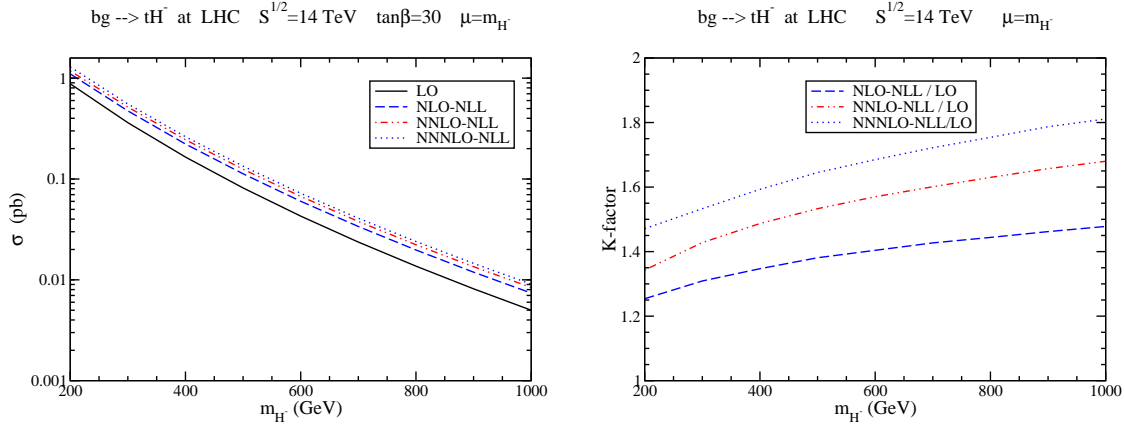 bg --> tH⁻ at LHC S^1/2=14 TeV tanβ=30 μ=m_H⁻
1
0.1
0.01
0.001
σ (pb)
LO
NLO-NLL
NNLO-NLL
NNNLO-NLL
200 400 600 800 1000
m_H⁻ (GeV)
bg --> tH⁻ at LHC S^1/2=14 TeV μ=m_H⁻
2
1.8
1.6
1.4
1.2
1
K-factor
NLO-NLL / LO
NNLO-NLL / LO
NNNLO-NLL/LO
200 400 600 800 1000
m_H⁻ (GeV)